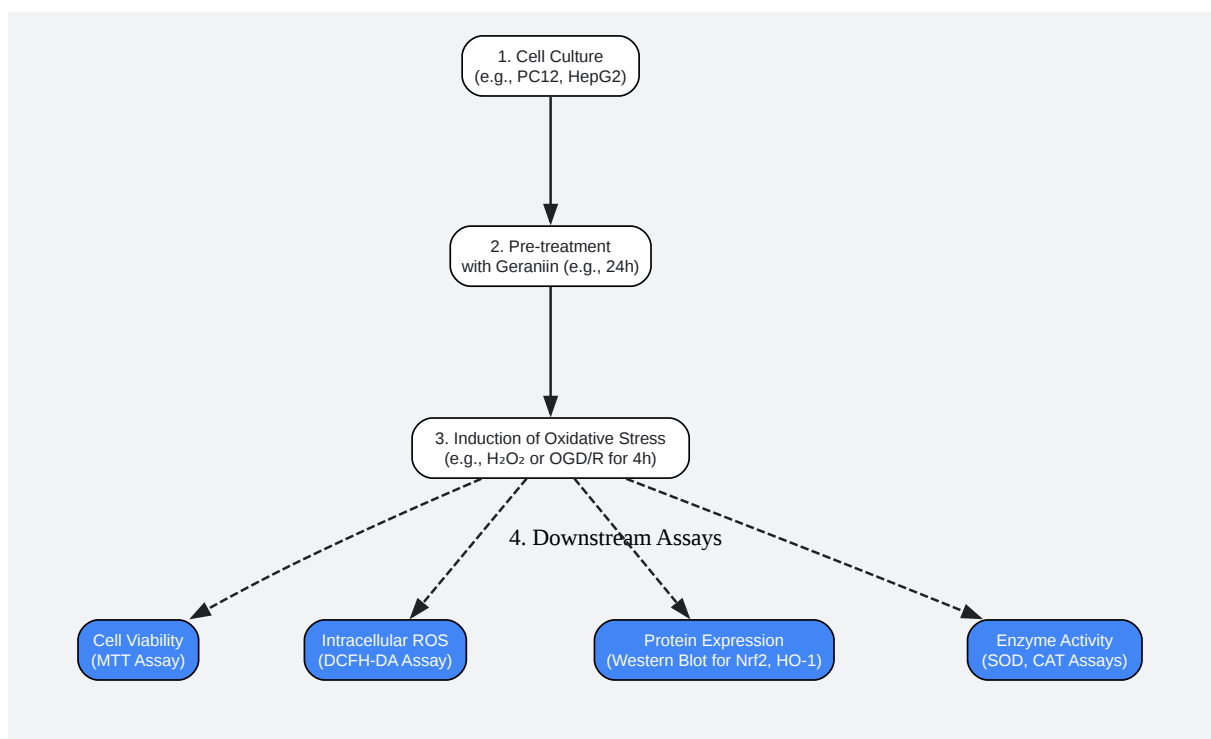 1. Cell Culture
(e.g., PC12, HepG2)
2. Pre-treatment
with Geraniin (e.g., 24h)
3. Induction of Oxidative Stress
(e.g., H₂O₂ or OGD/R for 4h)
4. Downstream Assays
Cell Viability
(MTT Assay)
Intracellular ROS
(DCFH-DA Assay)
Protein Expression
(Western Blot for Nrf2, HO-1)
Enzyme Activity
(SOD, CAT Assays)